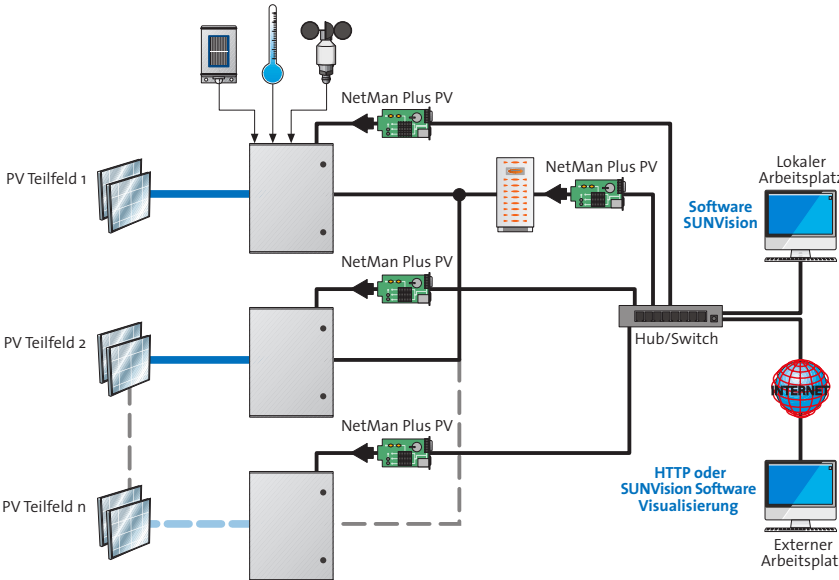 NetMan Plus PV
PV Teilfeld 1
NetMan Plus PV
Lokaler
Arbeitsplatz
Software
SUNVision
NetMan Plus PV
PV Teilfeld 2
Hub/Switch
INTERNET
NetMan Plus PV
PV Teilfeld n
HTTP oder
SUNVision Software
Visualisierung
Externer
Arbeitsplat